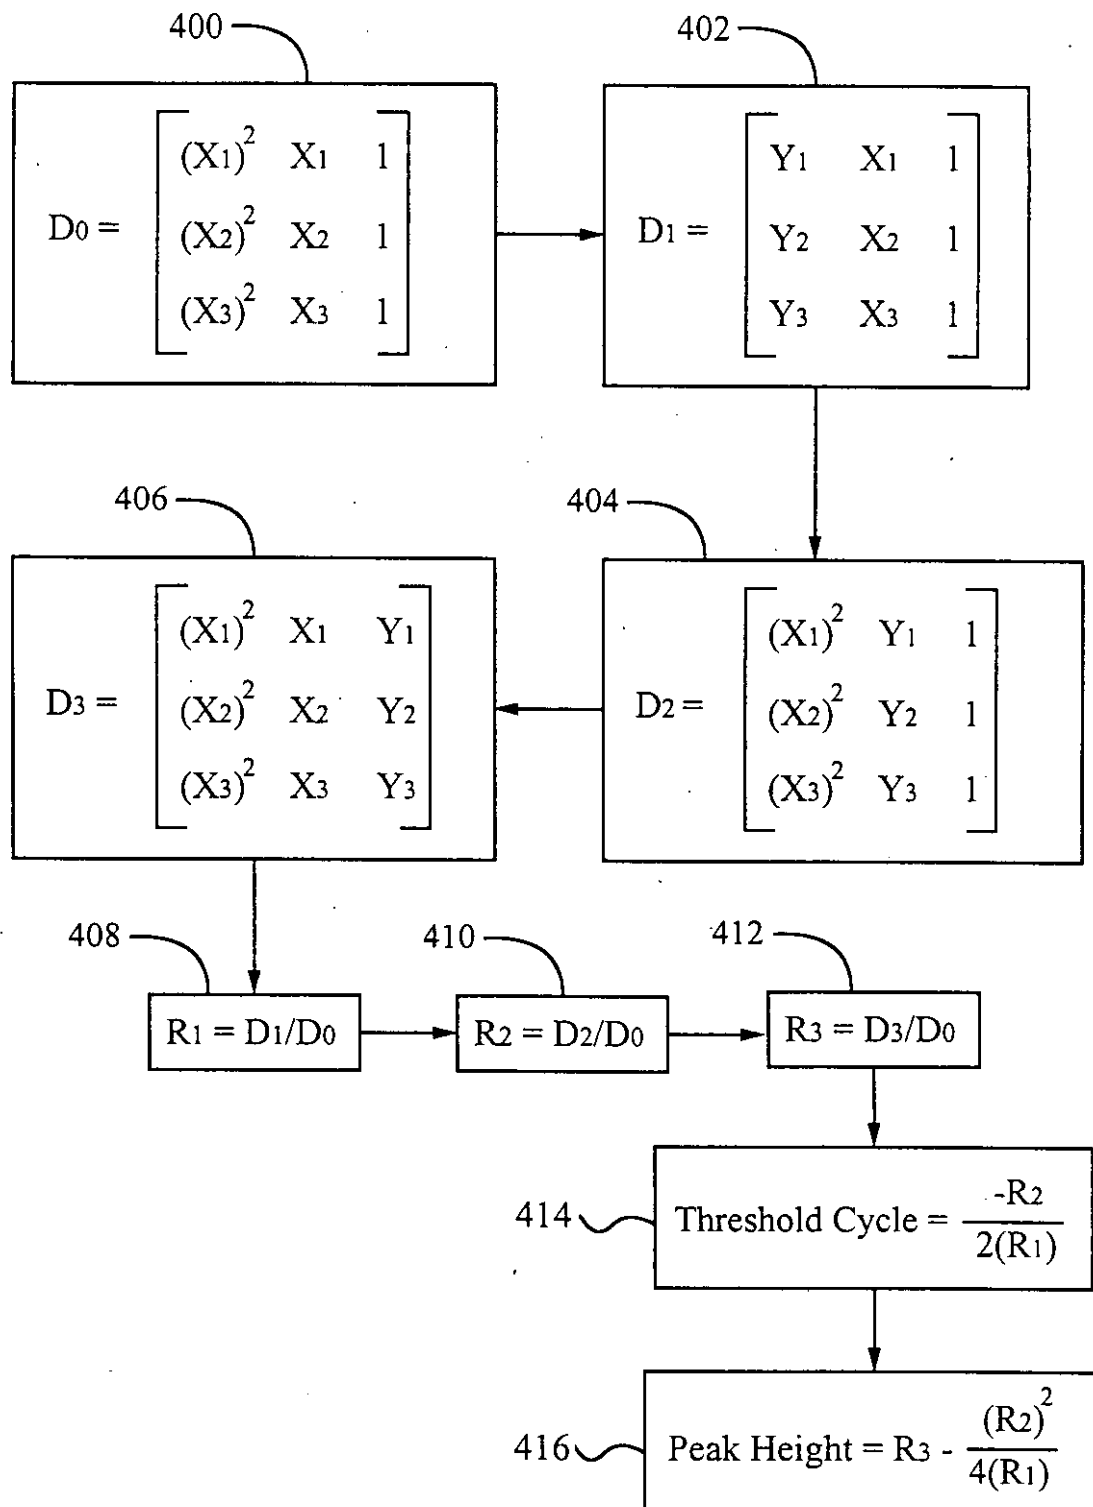 400
402
D0 = [ (X1)^2 X1 1
(X2)^2 X2 1
(X3)^2 X3 1 ]
D1 = [ Y1 X1 1
Y2 X2 1
Y3 X3 1 ]
406
404
D3 = [ (X1)^2 X1 Y1
(X2)^2 X2 Y2
(X3)^2 X3 Y3 ]
D2 = [ (X1)^2 Y1 1
(X2)^2 Y2 1
(X3)^2 Y3 1 ]
408
410
412
R1 = D1/D0
R2 = D2/D0
R3 = D3/D0
414
Threshold Cycle = -R2 / 2(R1)
416
Peak Height = R3 - (R2)^2 / 4(R1)